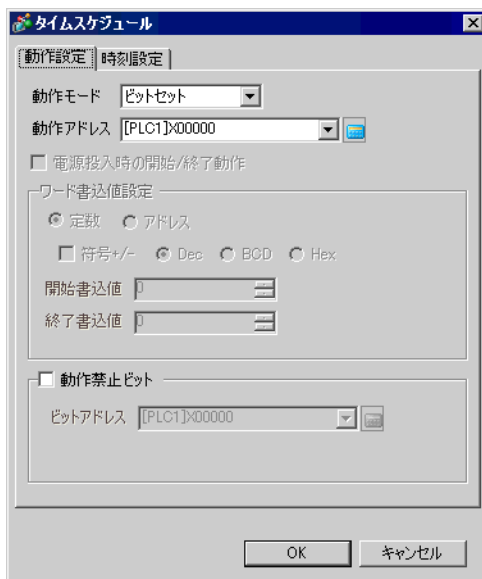 タイムスケジュール
動作設定 時刻設定
動作モード ビットセット
動作アドレス [PLC1]X00000
電源投入時の開始/終了動作
ワード書込値設定
定数 アドレス
符号+/- Dec BCD Hex
開始書込値 0
終了書込値 0
動作禁止ビット
ビットアドレス [PLC1]X00000
OK キャンセル